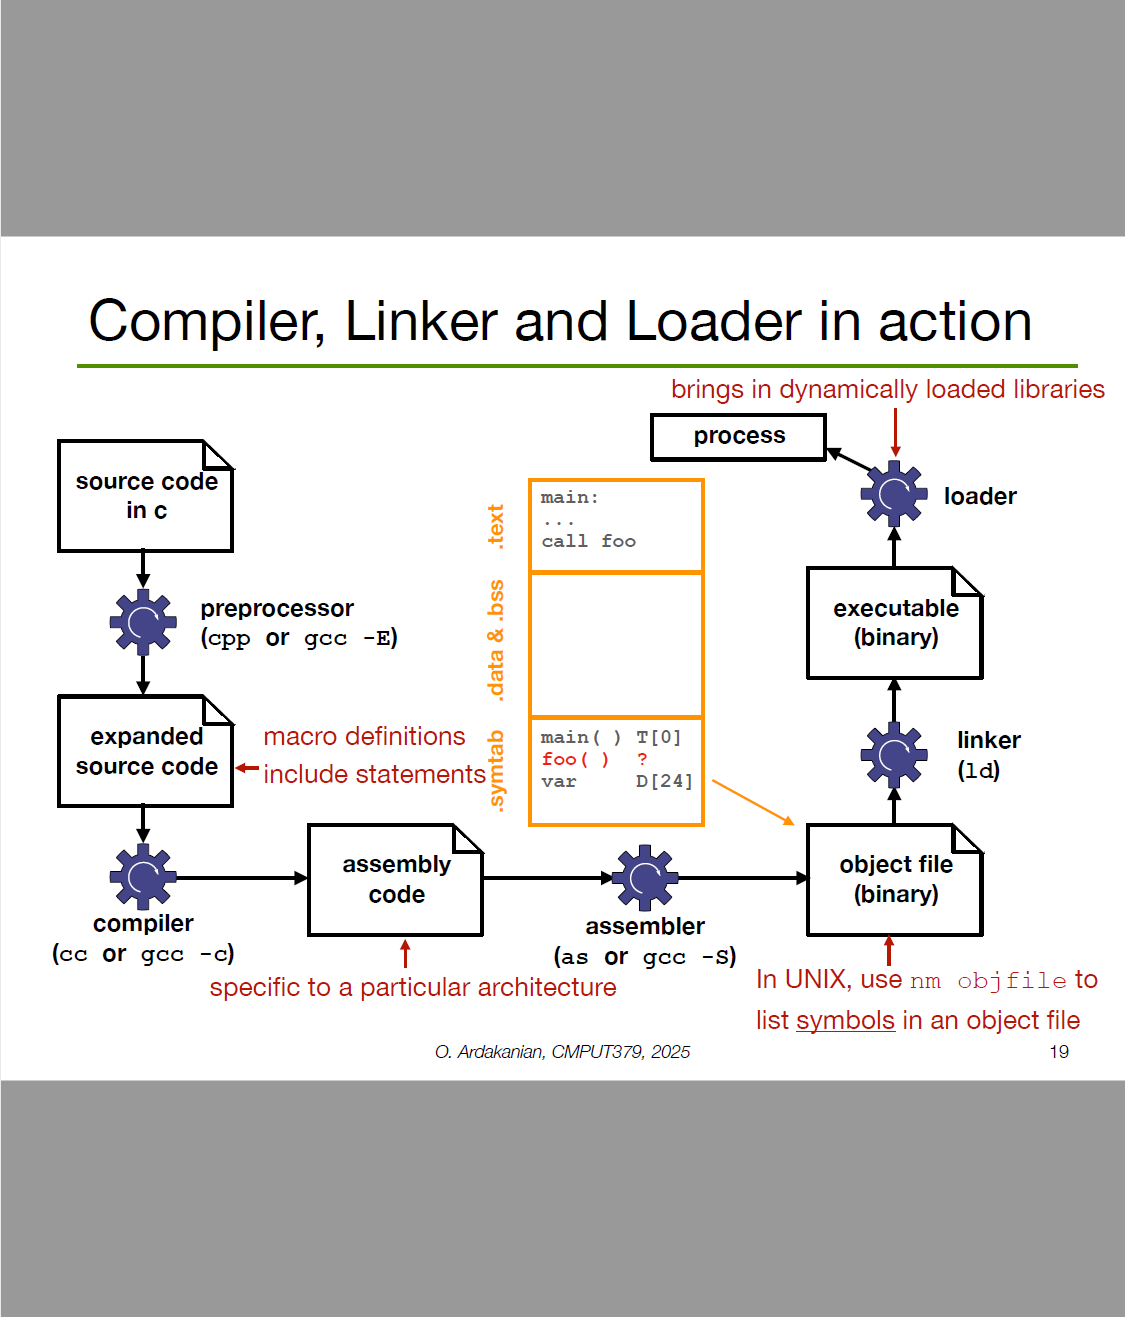 Compiler, Linker and Loader in action
brings in dynamically loaded libraries
process
loader
source code
in c
preprocessor
(cpp or gcc -E)
expanded
source code
macro definitions
include statements
compiler
(cc or gcc -c)
assembly
code
specific to a particular architecture
.text
main:
...
call foo
.data & .bss
.symtab
main( ) T[0]
foo( ) ?
var D[24]
assembler
(as or gcc -S)
executable
(binary)
linker
(ld)
object file
(binary)
In UNIX, use nm objfile to
list symbols in an object file
O. Ardakanian, CMPUT379, 2025
19